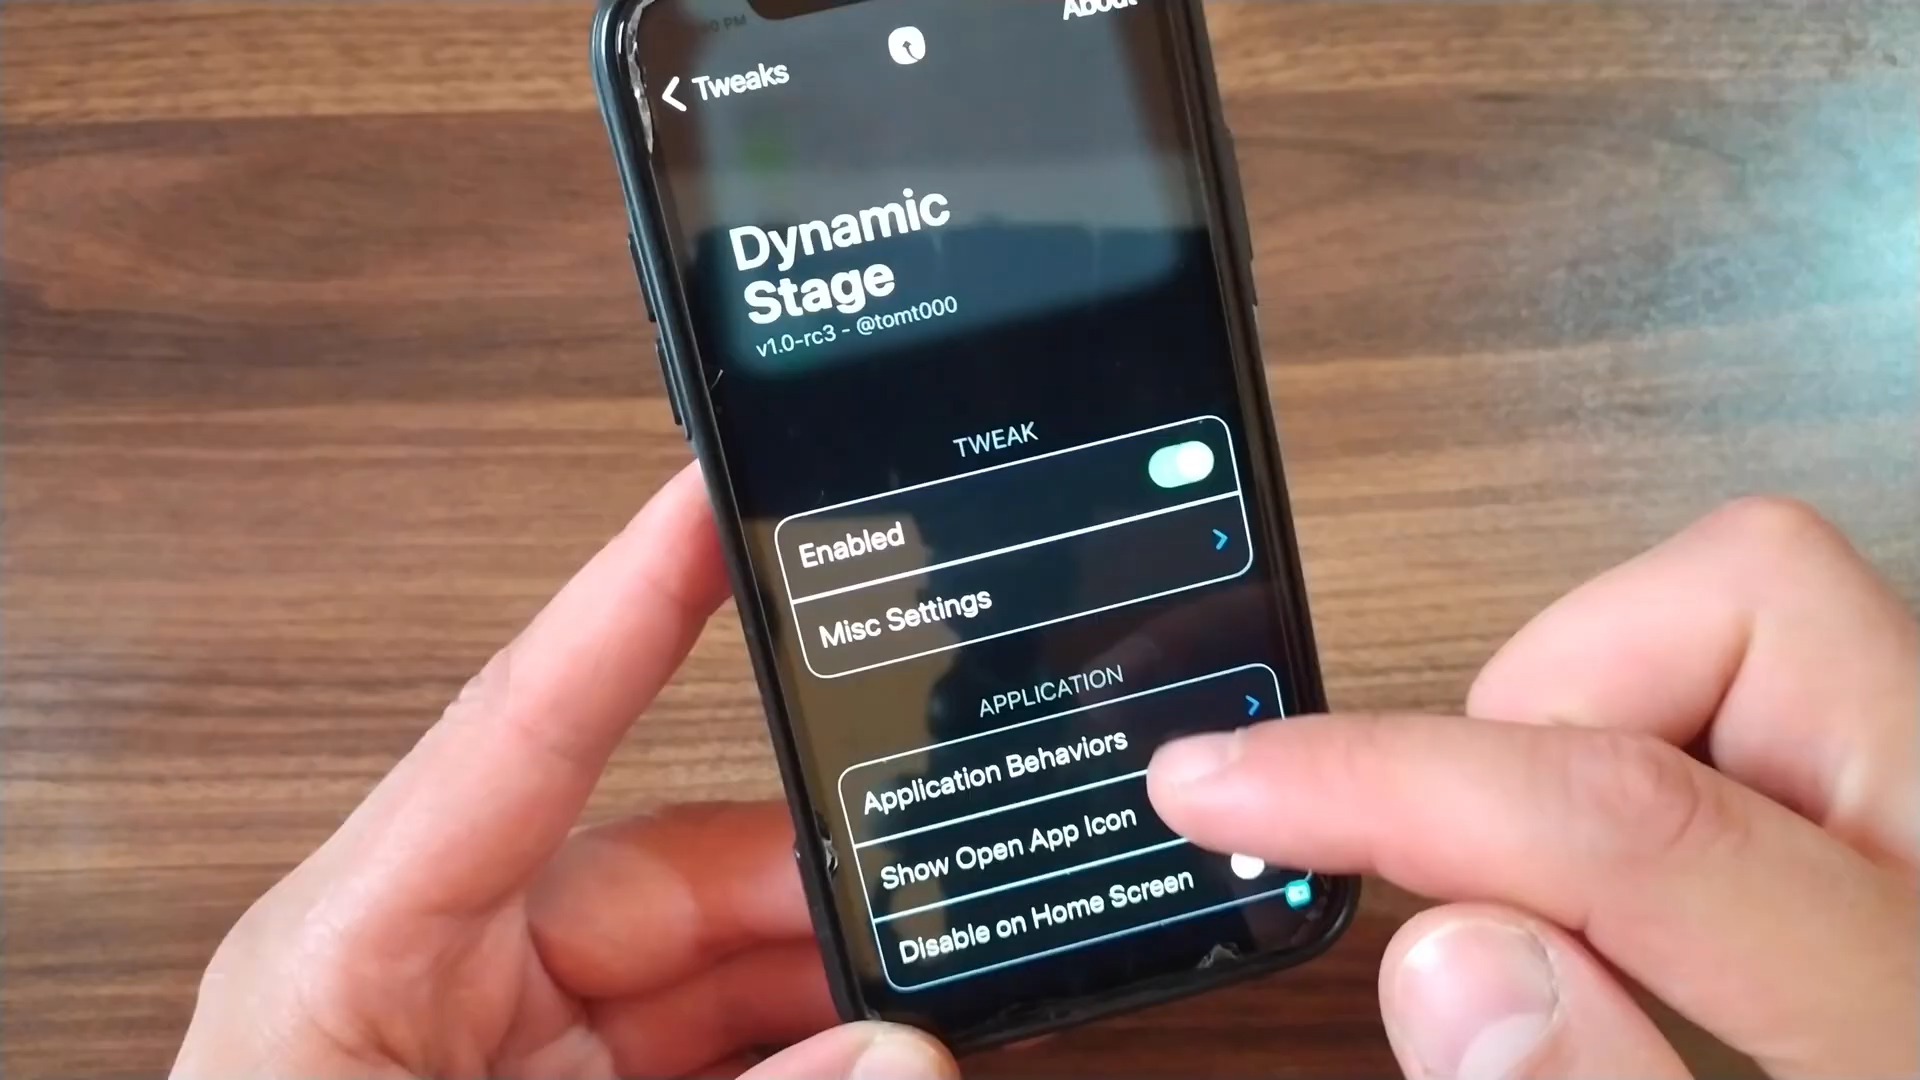 About
Tweaks
Dynamic
Stage
v1.0-rc3 - @tomt000
TWEAK
Enabled
Misc Settings
APPLICATION
Application Behaviors
Show Open App Icon
Disable on Home Screen